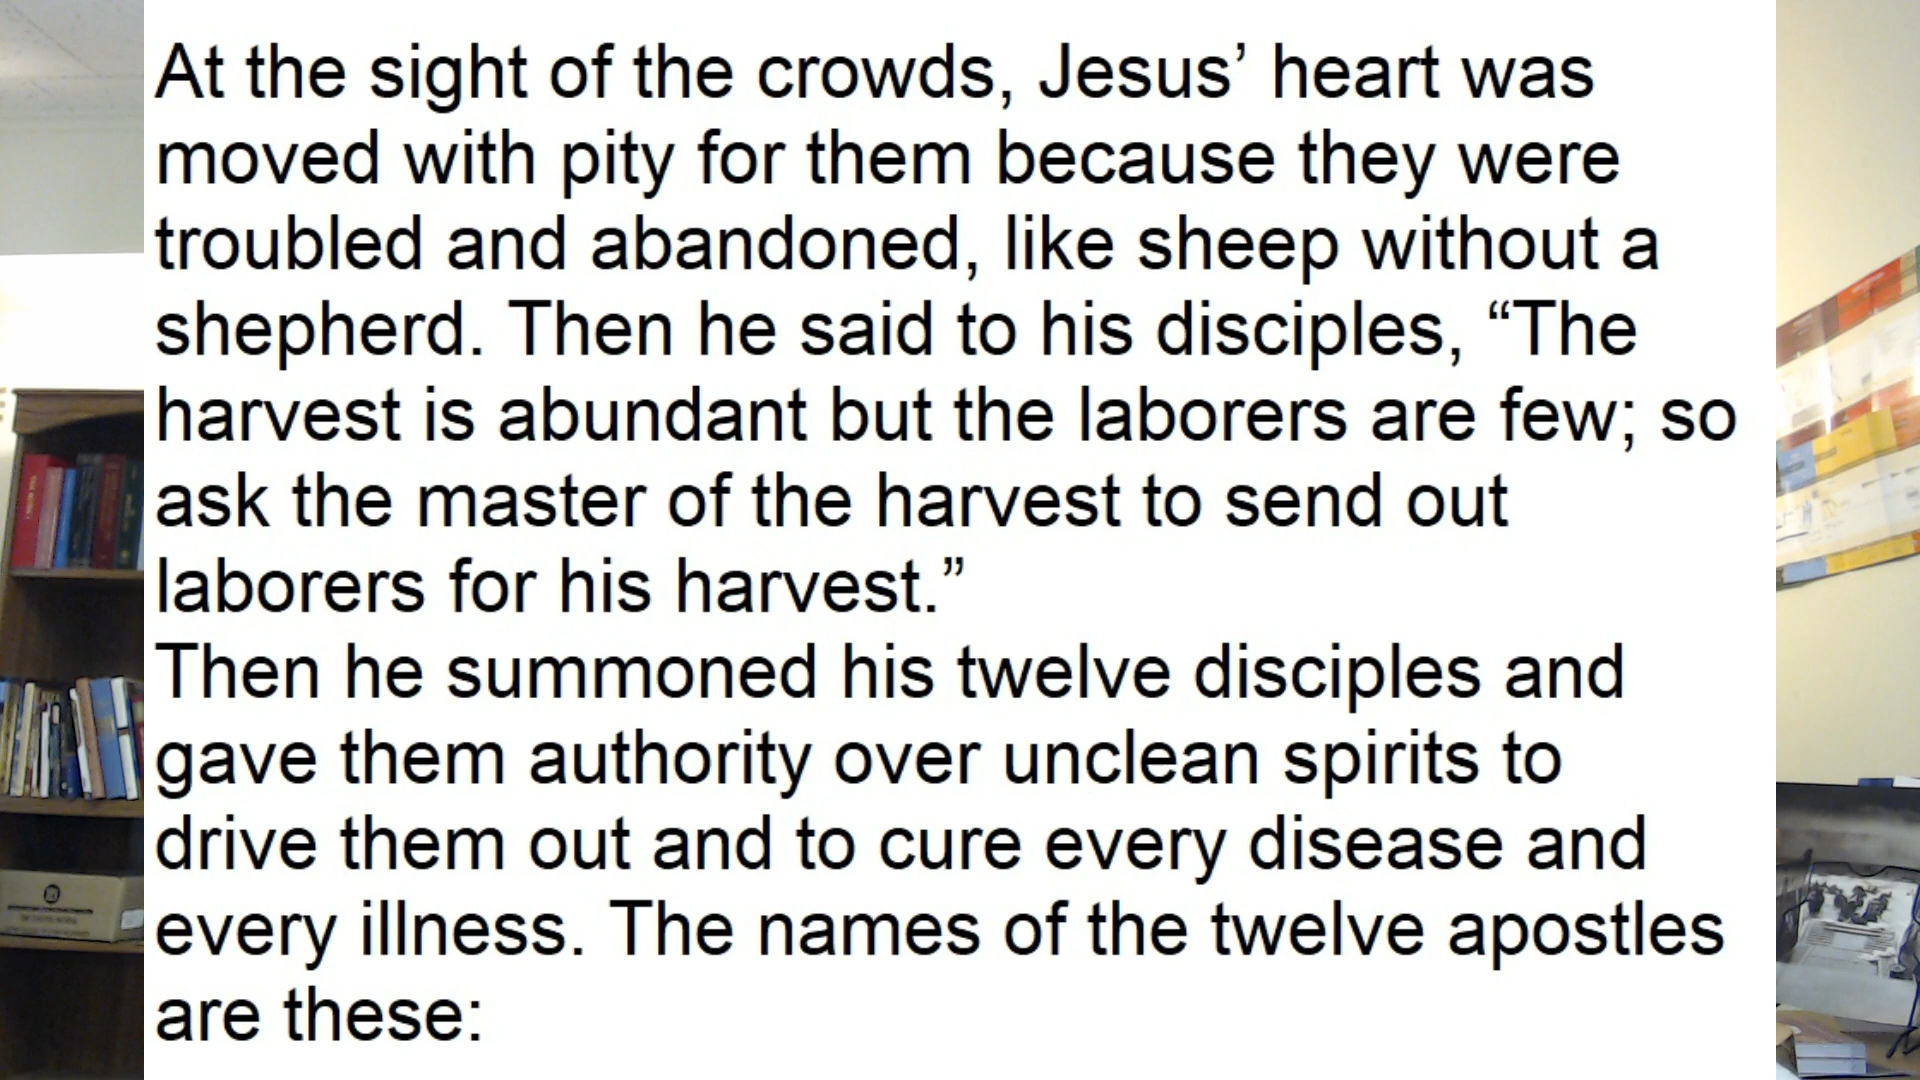 At the sight of the crowds, Jesus’ heart was
moved with pity for them because they were
troubled and abandoned, like sheep without a
shepherd. Then he said to his disciples, “The
harvest is abundant but the laborers are few; so
ask the master of the harvest to send out
laborers for his harvest.”
Then he summoned his twelve disciples and
gave them authority over unclean spirits to
drive them out and to cure every disease and
every illness. The names of the twelve apostles
are these: